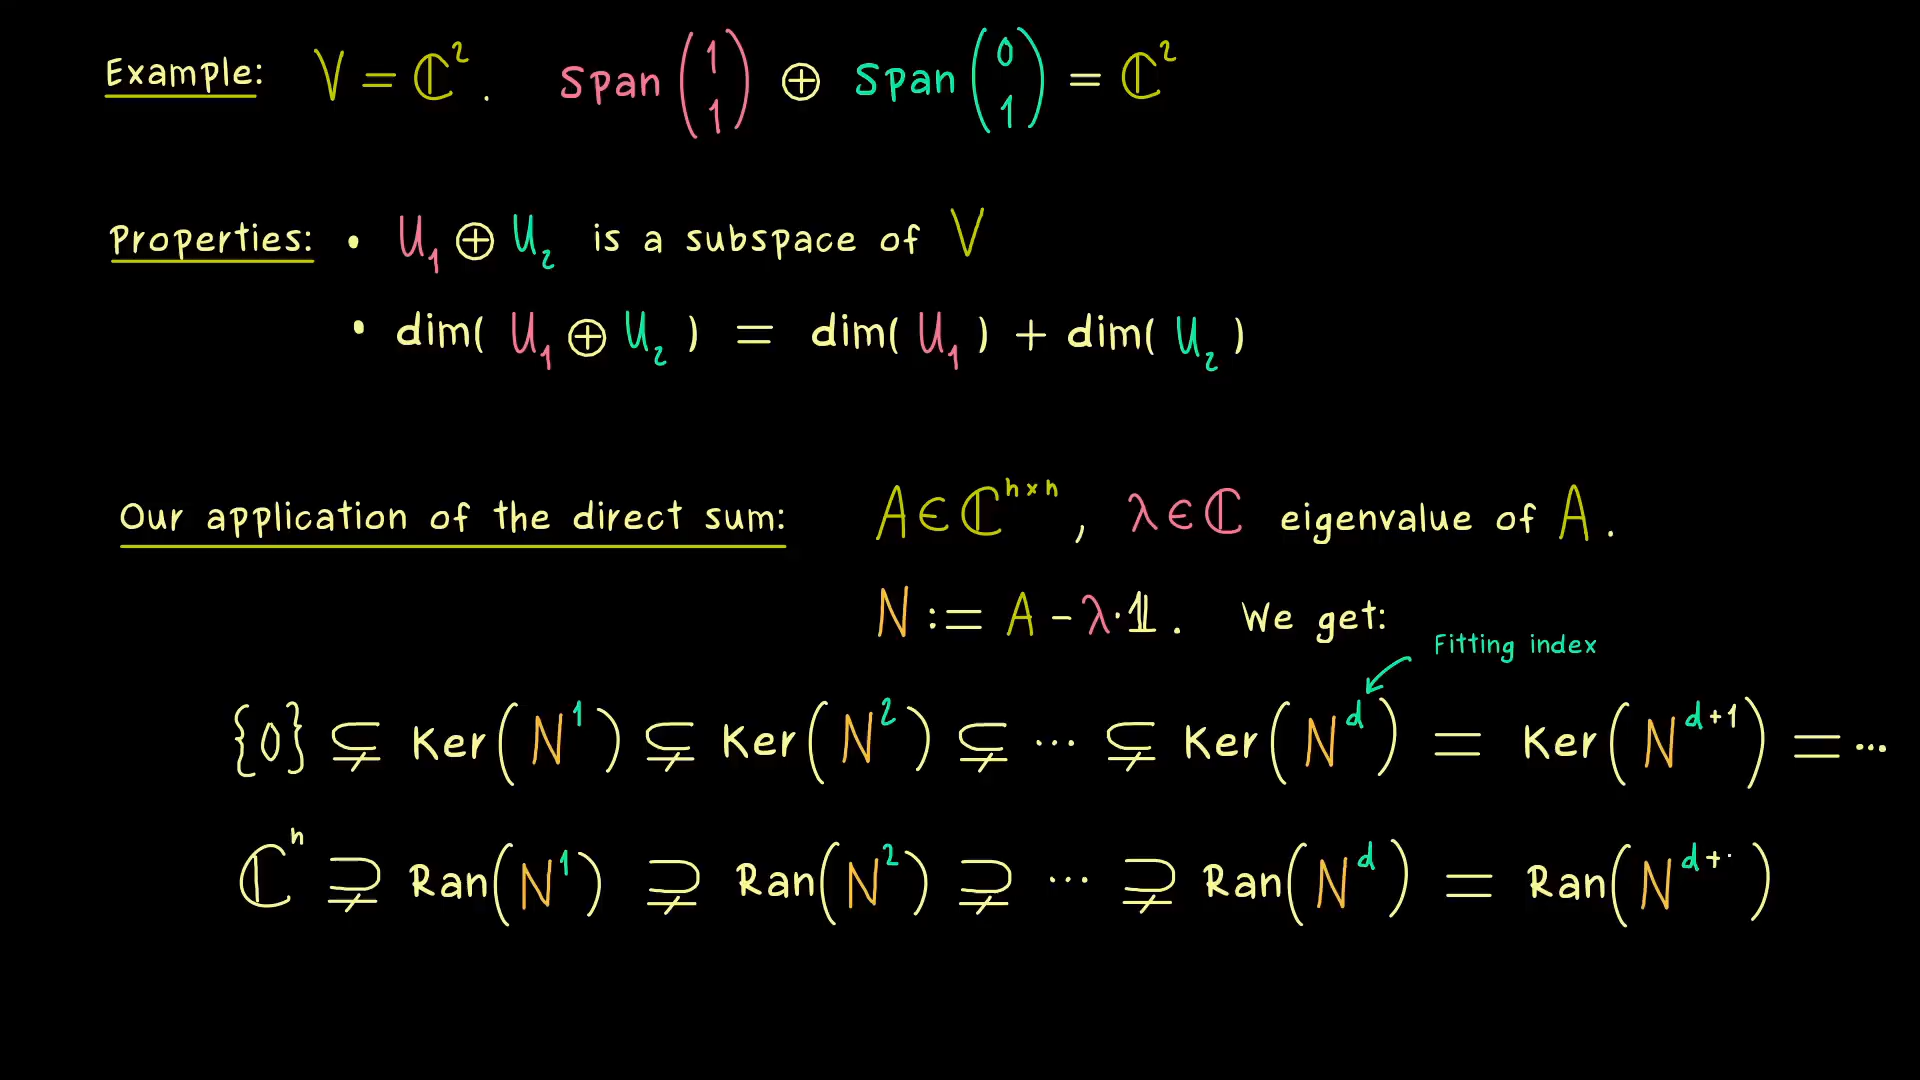 Example: V = ℂ². Span(1 1) ⊕ Span(0 1) = ℂ²
Properties: • U₁ ⊕ U₂ is a subspace of V
• dim( U₁ ⊕ U₂ ) = dim( U₁ ) + dim( U₂ )
Our application of the direct sum: A ∈ ℂⁿˣⁿ, λ ∈ ℂ eigenvalue of A.
N := A - λ·𝟙. We get:
Fitting index
{0} ⊊ Ker(N¹) ⊊ Ker(N²) ⊊ ⋯ ⊊ Ker(Nᵈ) = Ker(Nᵈ⁺¹) = ⋯
ℂⁿ ⊋ Ran(N¹) ⊋ Ran(N²) ⊋ ⋯ ⊋ Ran(Nᵈ) = Ran(Nᵈ⁺)